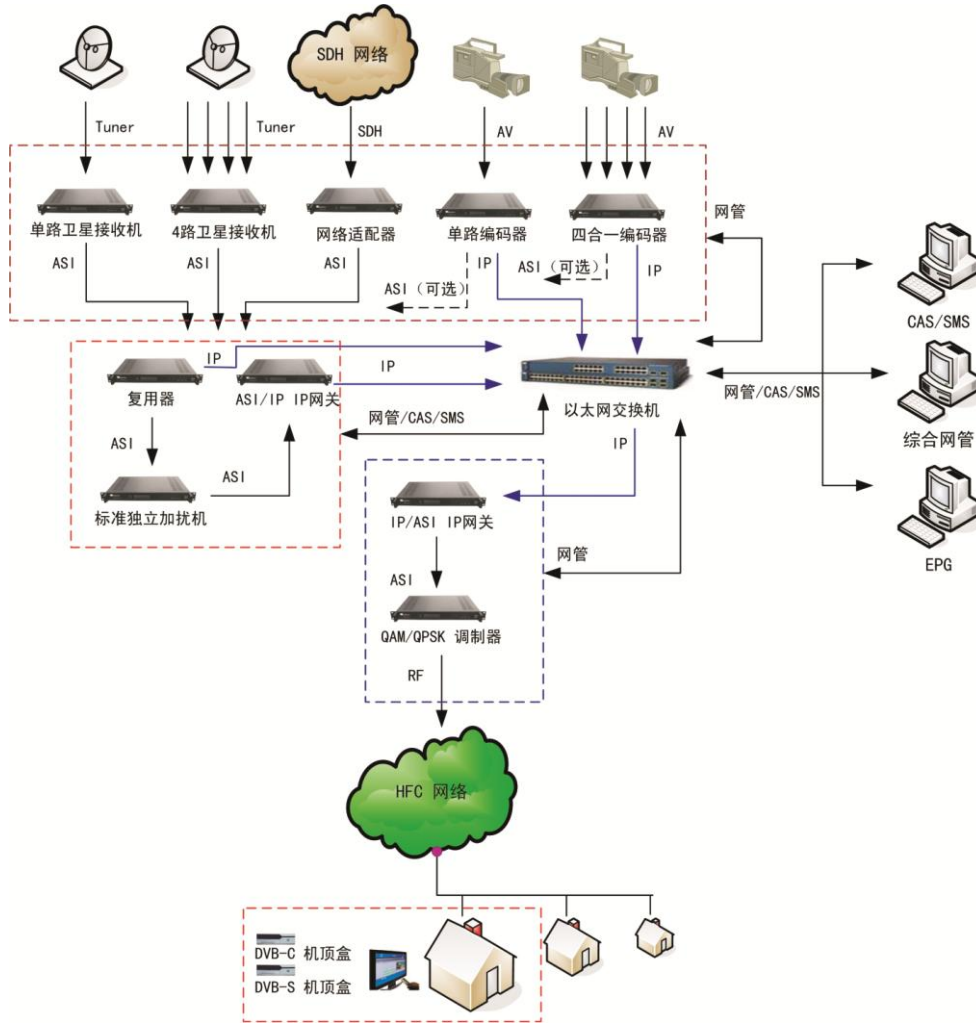 SDH 网络
Tuner
Tuner
SDH
AV
AV
单路卫星接收机
4路卫星接收机
网络适配器
单路编码器
四合一编码器
网管
ASI
ASI
ASI
IP
ASI（可选）
IP
ASI（可选）
CAS/SMS
IP
IP
复用器
ASI/IP IP网关
以太网交换机
网管/CAS/SMS
网管/CAS/SMS
综合网管
ASI
IP
ASI
标准独立加扰机
IP/ASI IP网关
网管
EPG
ASI
QAM/QPSK 调制器
RF
HFC 网络
DVB-C 机顶盒
DVB-S 机顶盒